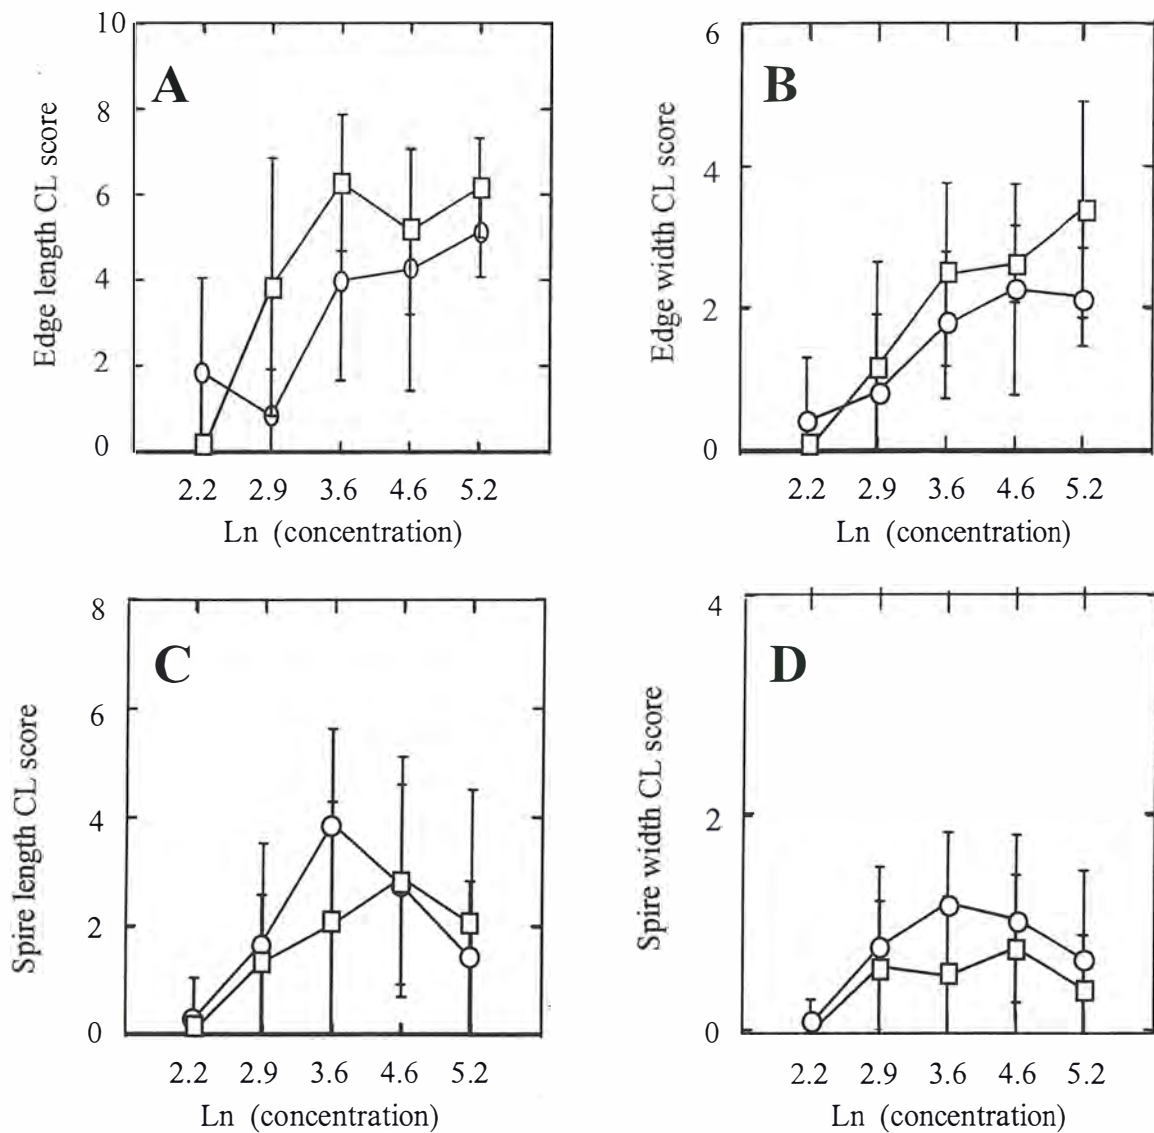 A
Edge length CL score
10
8
6
4
2
0
2.2 2.9 3.6 4.6 5.2
Ln (concentration)
B
Edge width CL score
6
4
2
0
2.2 2.9 3.6 4.6 5.2
Ln (concentration)
C
Spire length CL score
8
6
4
2
0
2.2 2.9 3.6 4.6 5.2
Ln (concentration)
D
Spire width CL score
4
2
0
2.2 2.9 3.6 4.6 5.2
Ln (concentration)